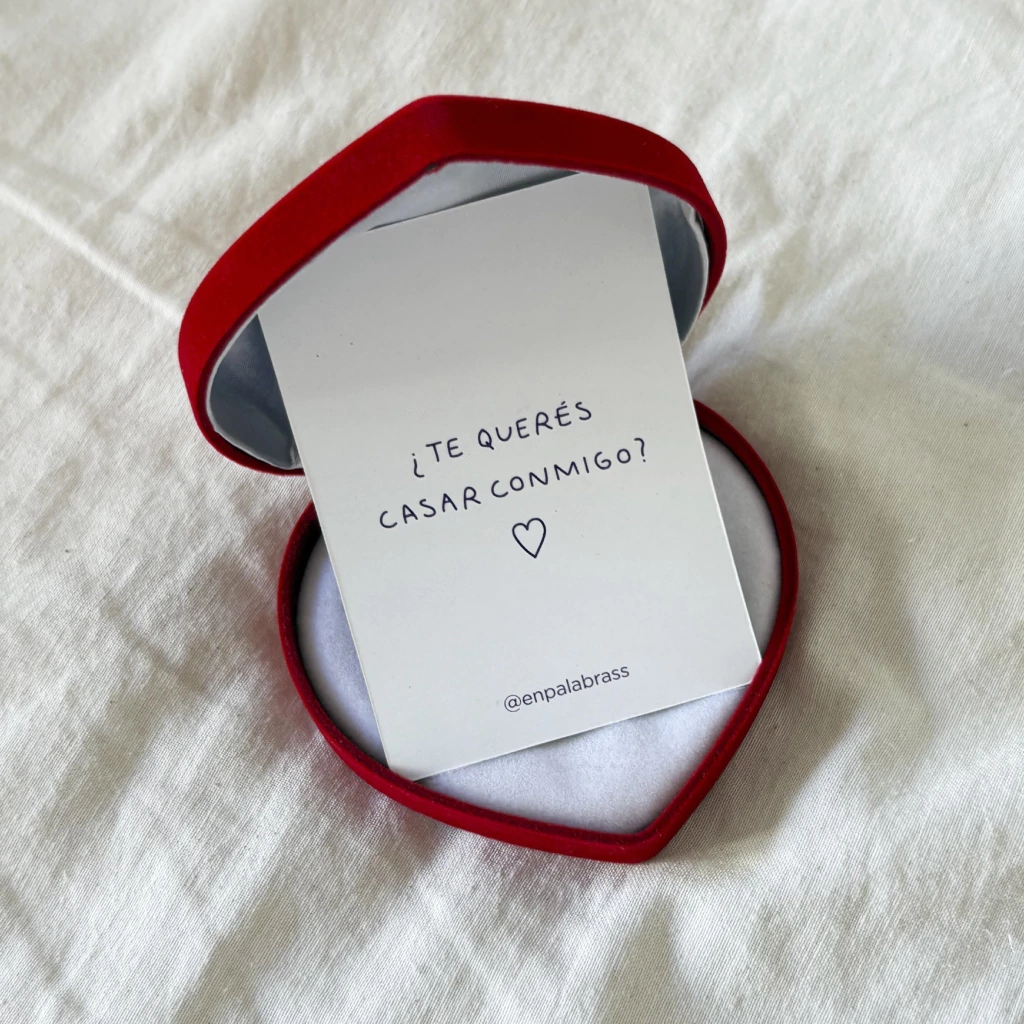 ¿TE QUERÉS
CASAR CONMIGO?
@enpalabrass